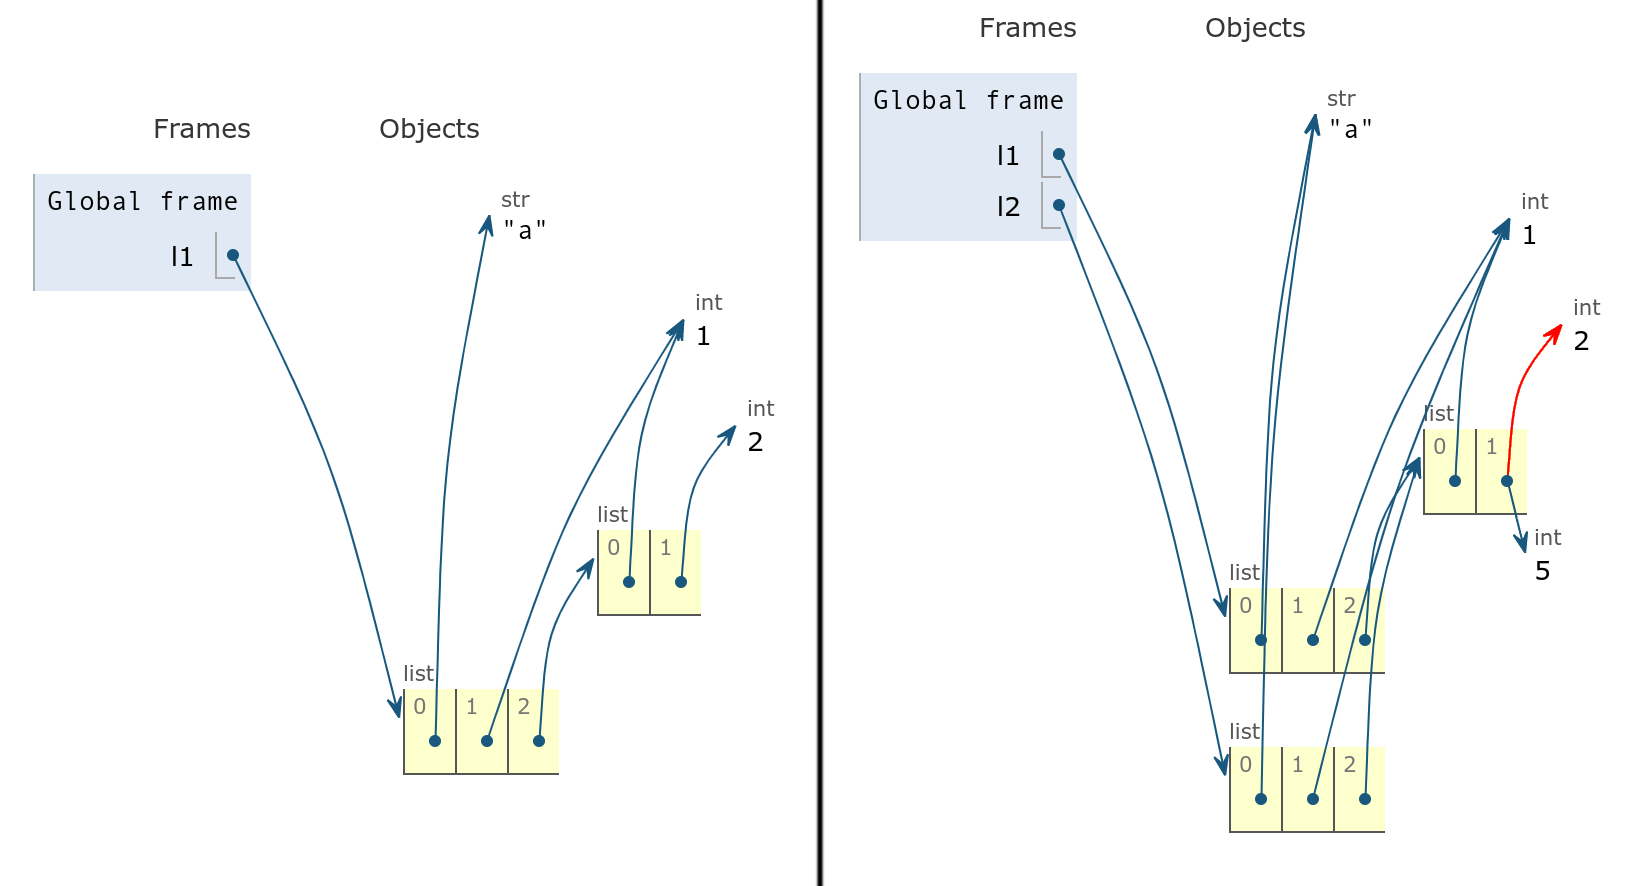 Frames Objects
Global frame
l1
str
"a"
int
1
int
2
list
0 1
list
0 1 2
Frames Objects
Global frame
l1
l2
str
"a"
int
1
int
2
list
0 1
int
5
list
0 1 2
list
0 1 2